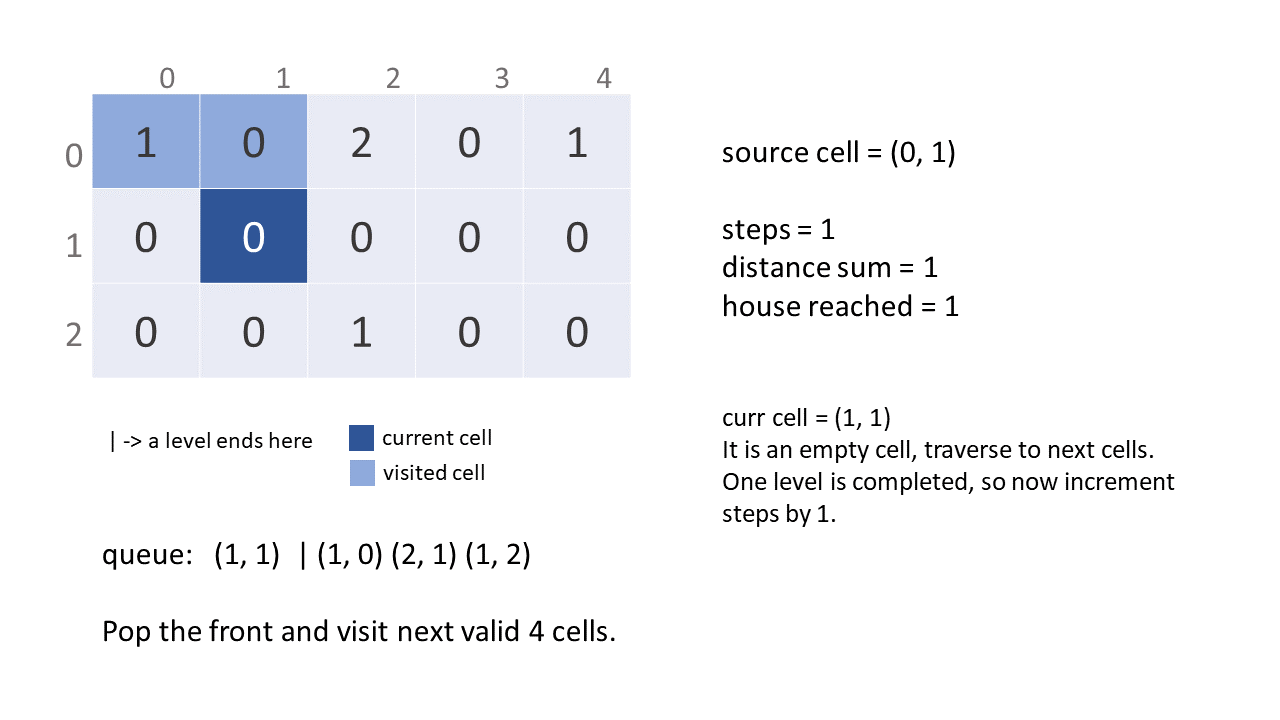 0 1 2 3 4
0 1 0 2 0 1
1 0 0 0 0 0
2 0 0 1 0 0
| -> a level ends here
current cell
visited cell
queue: (1, 1) | (1, 0) (2, 1) (1, 2)
Pop the front and visit next valid 4 cells.
source cell = (0, 1)
steps = 1
distance sum = 1
house reached = 1
curr cell = (1, 1)
It is an empty cell, traverse to next cells.
One level is completed, so now increment
steps by 1.